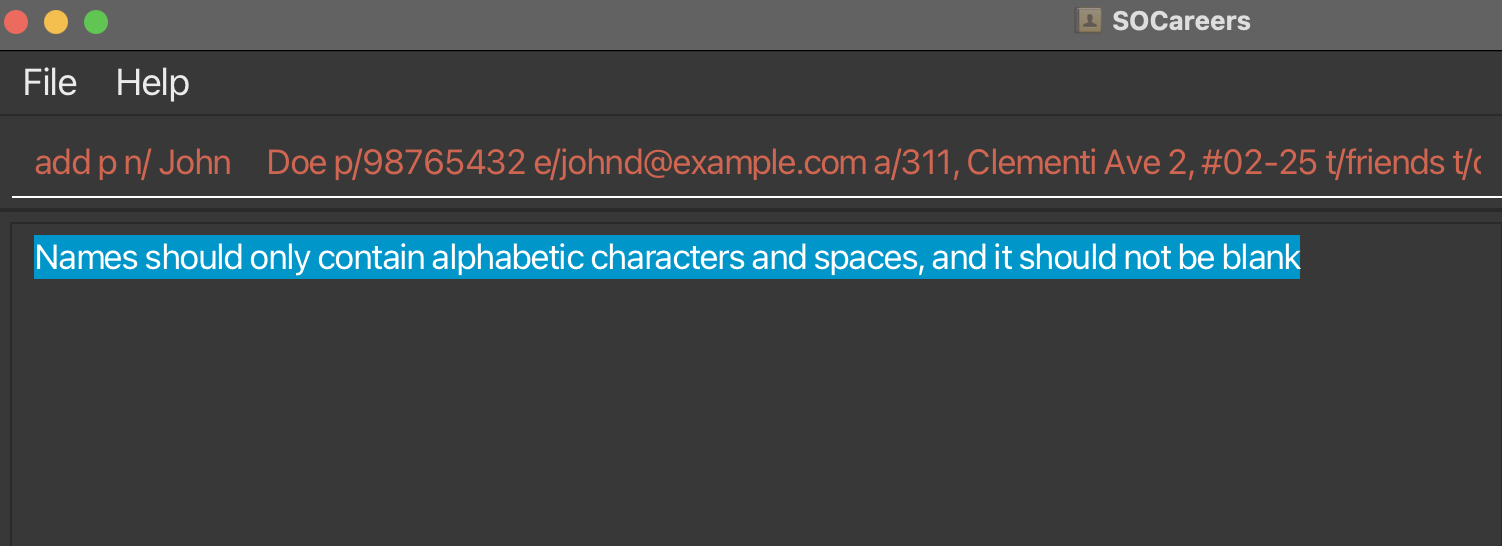 SOCareers
File Help
add p n/ John    Doe p/98765432 e/johnd@example.com a/311, Clementi Ave 2, #02-25 t/friends
Names should only contain alphabetic characters and spaces, and it should not be blank